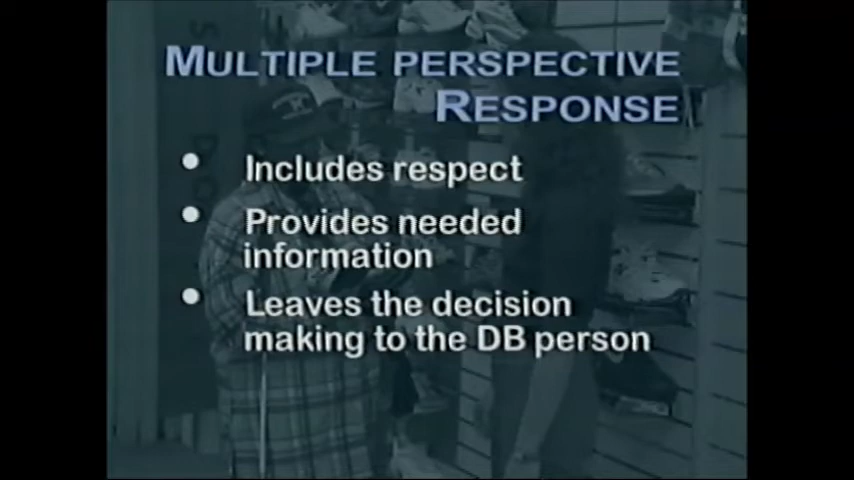 MULTIPLE PERSPECTIVE
RESPONSE
• Includes respect
• Provides needed
information
• Leaves the decision
making to the DB person